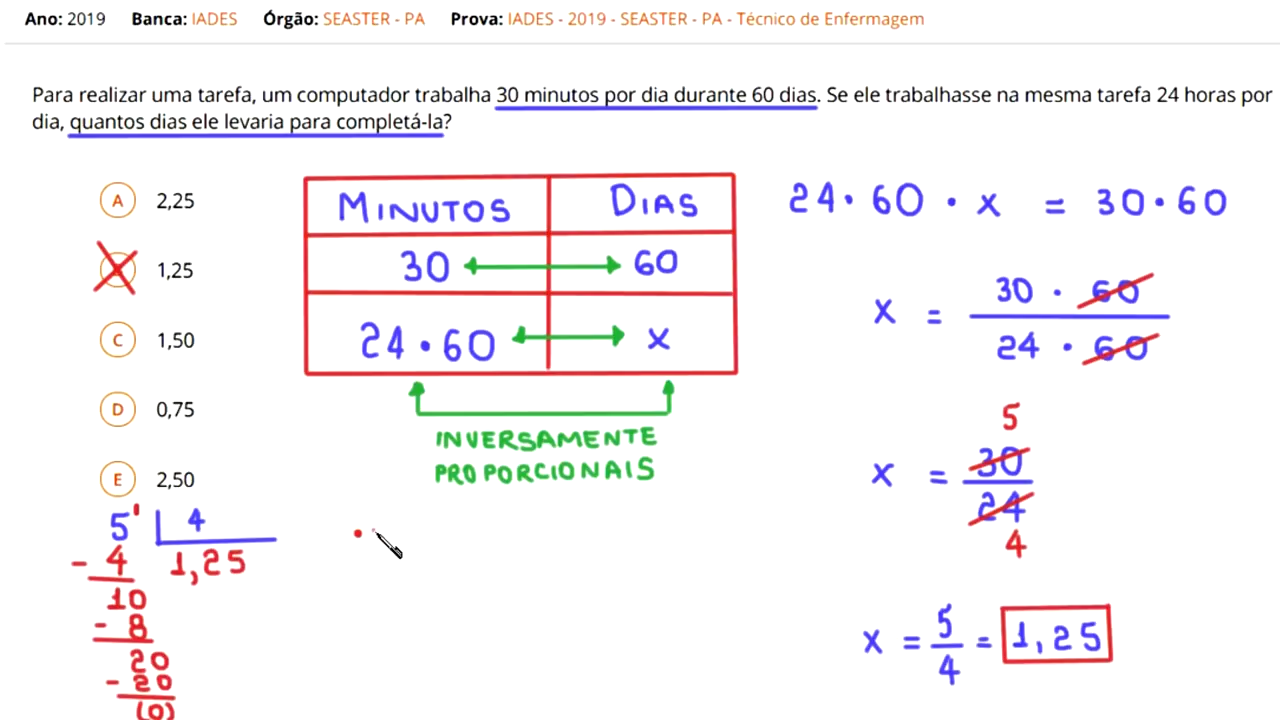 Ano: 2019 Banca: IADES Órgão: SEASTER - PA Prova: IADES - 2019 - SEASTER - PA - Técnico de Enfermagem
Para realizar uma tarefa, um computador trabalha 30 minutos por dia durante 60 dias. Se ele trabalhasse na mesma tarefa 24 horas por
dia, quantos dias ele levaria para completá-la?
A 2,25
1,25
C 1,50
D 0,75
E 2,50
MINUTOS DIAS
30 60
24 · 60 x
INVERSAMENTE
PROPORCIONAIS
24 · 60 · x = 30 · 60
x = 30 · 60
24 · 60
5
x = 30
24
4
x = 5/4 = 1,25
5' 4
- 4 1,25
10
- 8
20
- 20
(0)